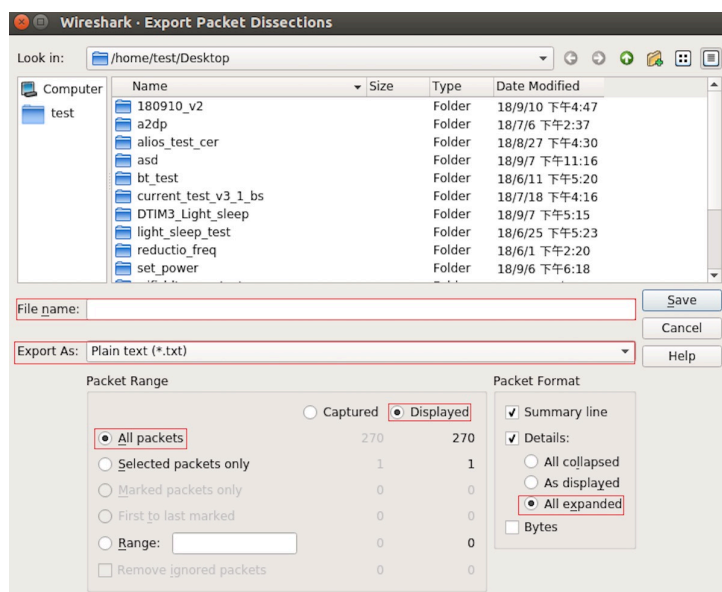 Wireshark · Export Packet Dissections
Look in: /home/test/Desktop
Computer
test
Name Size Type Date Modified
180910_v2 Folder 18/9/10 下午4:47
a2dp Folder 18/7/6 下午2:37
alios_test_cer Folder 18/8/27 下午4:30
asd Folder 18/9/7 下午11:16
bt_test Folder 18/6/11 下午5:20
current_test_v3_1_bs Folder 18/7/18 下午4:16
DTIM3_Light_sleep Folder 18/9/7 下午5:15
light_sleep_test Folder 18/6/25 下午5:23
reductio_freq Folder 18/6/1 下午2:20
set_power Folder 18/9/6 下午6:18
File name:
Save
Cancel
Export As: Plain text (*.txt)
Help
Packet Range
Captured Displayed
All packets 270 270
Selected packets only 1 1
Marked packets only 0 0
First to last marked 0 0
Range: 0 0
Remove ignored packets 0 0
Packet Format
Summary line
Details:
All collapsed
As displayed
All expanded
Bytes